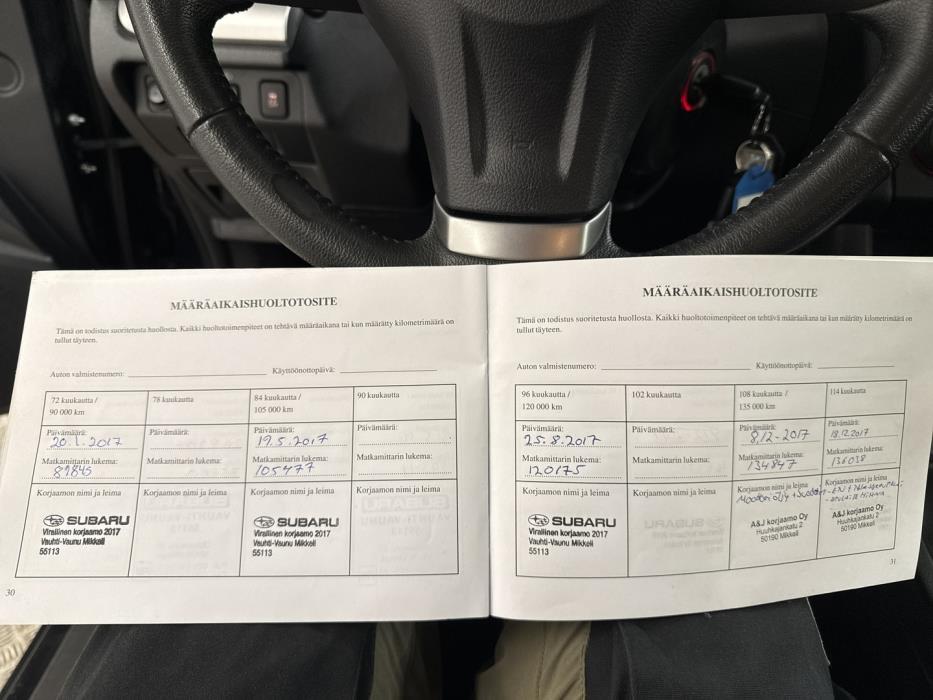 MÄÄRÄAIKAISHUOLTOTOSITE
Tämä on todistus suoritetusta huollosta. Kaikki huoltotoimenpiteet on tehtävä määräaikana tai kun määrätty kilometrimäärä on
tullut täyteen.
Auton valmistenumero: Käyttöönottopäivä:
72 kuukautta /
90 000 km
78 kuukautta
84 kuukautta /
105 000 km
90 kuukautta
Päivämäärä:
20.1.2017
Päivämäärä:
Päivämäärä:
19.5.2017
Päivämäärä:
Matkamittarin lukema:
89845
Matkamittarin lukema:
Matkamittarin lukema:
105477
Matkamittarin lukema:
Korjaamon nimi ja leima
SUBARU
Virallinen korjaamo 2017
Vauhti-Vaunu Mikkeli
55113
Korjaamon nimi ja leima
Korjaamon nimi ja leima
SUBARU
Virallinen korjaamo 2017
Vauhti-Vaunu Mikkeli
55113
Korjaamon nimi ja leima
30
MÄÄRÄAIKAISHUOLTOTOSITE
Tämä on todistus suoritetusta huollosta. Kaikki huoltotoimenpiteet on tehtävä määräaikana tai kun määrätty kilometrimäärä on
tullut täyteen.
Auton valmistenumero: Käyttöönottopäivä:
96 kuukautta /
120 000 km
102 kuukautta
108 kuukautta /
135 000 km
114 kuukautta
Päivämäärä:
25.8.2017
Päivämäärä:
Päivämäärä:
8.12-2017
Päivämäärä:
18.12.2017
Matkamittarin lukema:
120175
Matkamittarin lukema:
Matkamittarin lukema:
134847
Matkamittarin lukema:
136038
Korjaamon nimi ja leima
SUBARU
Virallinen korjaamo 2017
Vauhti-Vaunu Mikkeli
55113
Korjaamon nimi ja leima
Korjaamon nimi ja leima
Moottoriöljy +
A&J korjaamo Oy
Huuhkajankatu 2
50190 Mikkeli
Korjaamon nimi ja leima
A&J korjaamo Oy
Huuhkajankatu 2
50190 Mikkeli
31